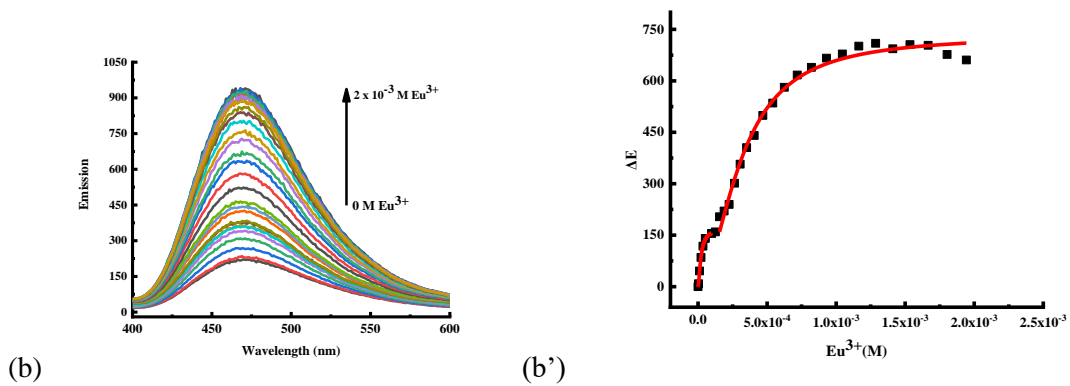 1050
900
750
600
450
300
150
0
Emission
400
450
500
550
600
Wavelength (nm)
2 x 10⁻³ M Eu³⁺
0 M Eu³⁺
(b)
750
600
450
300
150
0
ΔE
0.0
5.0x10⁻⁴
1.0x10⁻³
1.5x10⁻³
2.0x10⁻³
2.5x10⁻³
Eu³⁺(M)
(b’)